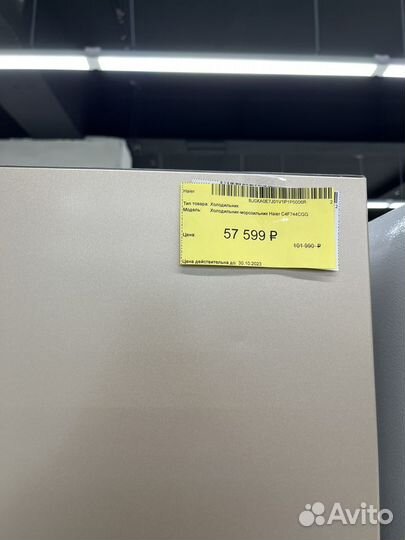 Haier
Тип товара: Холодильник
2
Модель: Холодильник-морозильник Haier C4F744CGG
Цена:
57 599 ₽
101 990 ₽
Цена действительна до: 30.10.2023
Avito